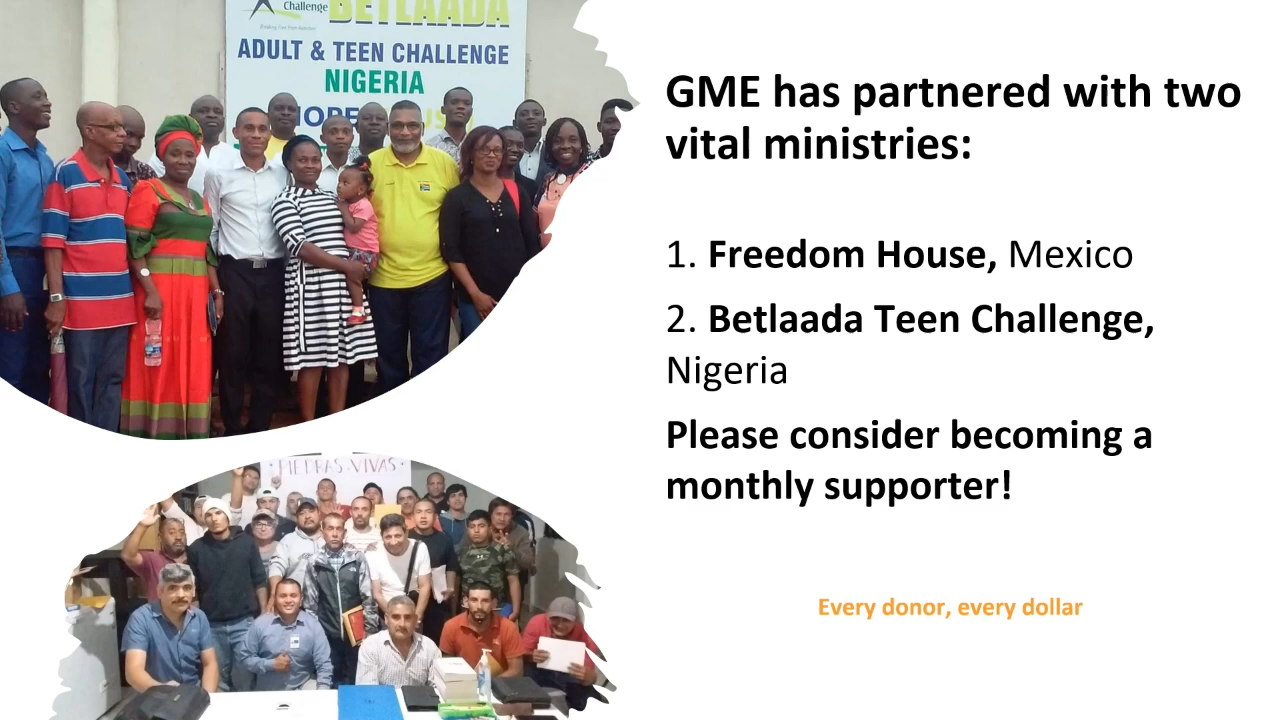 Challenge
BETLAADA
ADULT & TEEN CHALLENGE
NIGERIA
HOPE
PIEDRAS VIVAS
GME has partnered with two
vital ministries:
1. Freedom House, Mexico
2. Betlaada Teen Challenge,
Nigeria
Please consider becoming a
monthly supporter!
Every donor, every dollar